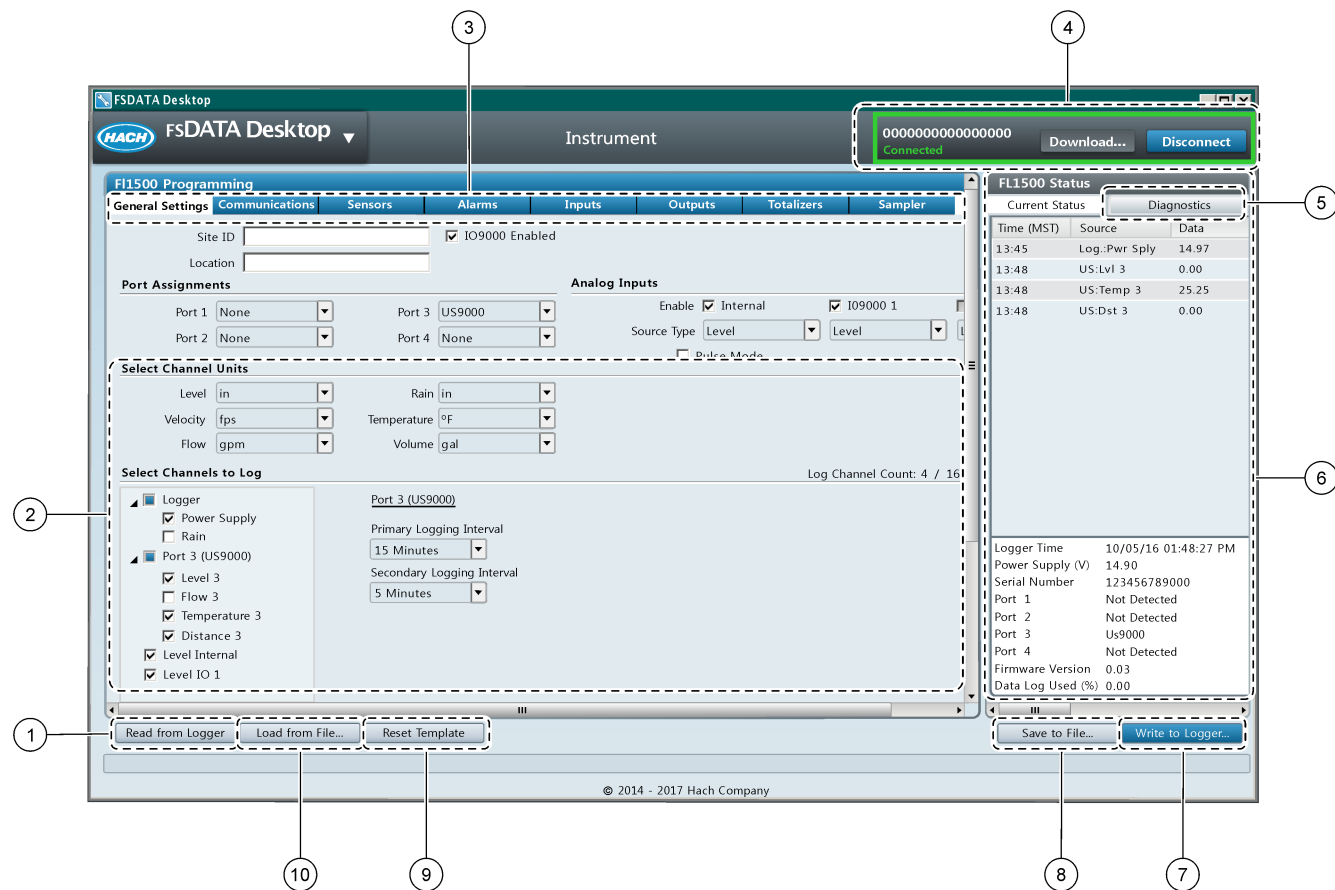 3
4
FSDATA Desktop
HACH FSDATA Desktop
Instrument
0000000000000000
Connected
Download...
Disconnect
Fl1500 Programming
General Settings Communications Sensors Alarms Inputs Outputs Totalizers Sampler
Site ID
IO9000 Enabled
Location
Port Assignments
Port 1 None
Port 3 US9000
Port 2 None
Port 4 None
Analog Inputs
Enable Internal I09000 1
Source Type Level Level L
Pulse Mode
Select Channel Units
Level in
Rain in
Velocity fps
Temperature ºF
Flow gpm
Volume gal
Select Channels to Log
Log Channel Count: 4 / 16
Logger
Power Supply
Rain
Port 3 (US9000)
Level 3
Flow 3
Temperature 3
Distance 3
Level Internal
Level IO 1
Port 3 (US9000)
Primary Logging Interval
15 Minutes
Secondary Logging Interval
5 Minutes
FL1500 Status
Current Status
Diagnostics
5
Time (MST) Source Data
13:45 Log.:Pwr Sply 14.97
13:48 US:Lvl 3 0.00
13:48 US:Temp 3 25.25
13:48 US:Dst 3 0.00
6
2
Logger Time 10/05/16 01:48:27 PM
Power Supply (V) 14.90
Serial Number 123456789000
Port 1 Not Detected
Port 2 Not Detected
Port 3 Us9000
Port 4 Not Detected
Firmware Version 0.03
Data Log Used (%) 0.00
1
Read from Logger
Load from File...
Reset Template
Save to File...
Write to Logger...
© 2014 - 2017 Hach Company
10
9
8
7